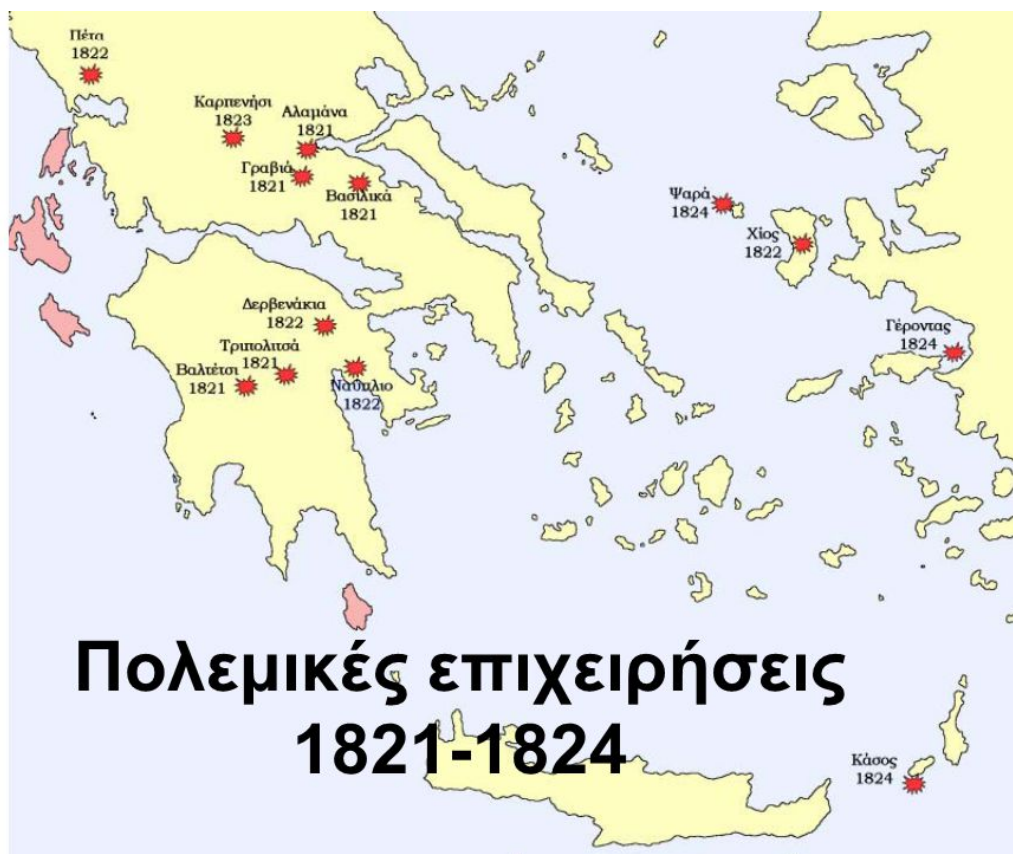 Πέτα
1822
Καρπενήσι
1823
Αλαμάνα
1821
Γραβιά
1821
Βασιλικά
1821
Ψαρά
1824
Χίος
1822
Δερβενάκια
1822
Γέροντας
1824
Τριπολιτσά
1821
Βαλτέτσι
1821
Ναύπλιο
1822
Πολεμικές επιχειρήσεις
1821-1824
Κάσος
1824